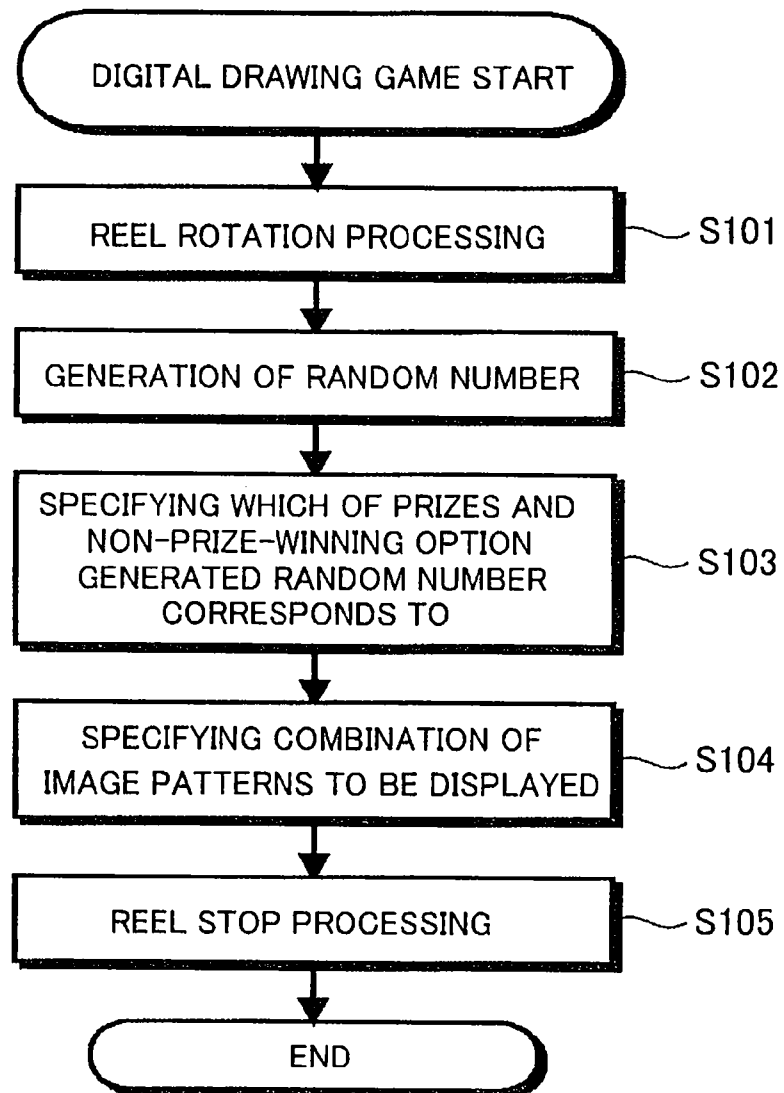 DIGITAL DRAWING GAME START
REEL ROTATION PROCESSING
S101
GENERATION OF RANDOM NUMBER
S102
SPECIFYING WHICH OF PRIZES AND
NON-PRIZE-WINNING OPTION
GENERATED RANDOM NUMBER
CORRESPONDS TO
S103
SPECIFYING COMBINATION OF
IMAGE PATTERNS TO BE DISPLAYED
S104
REEL STOP PROCESSING
S105
END